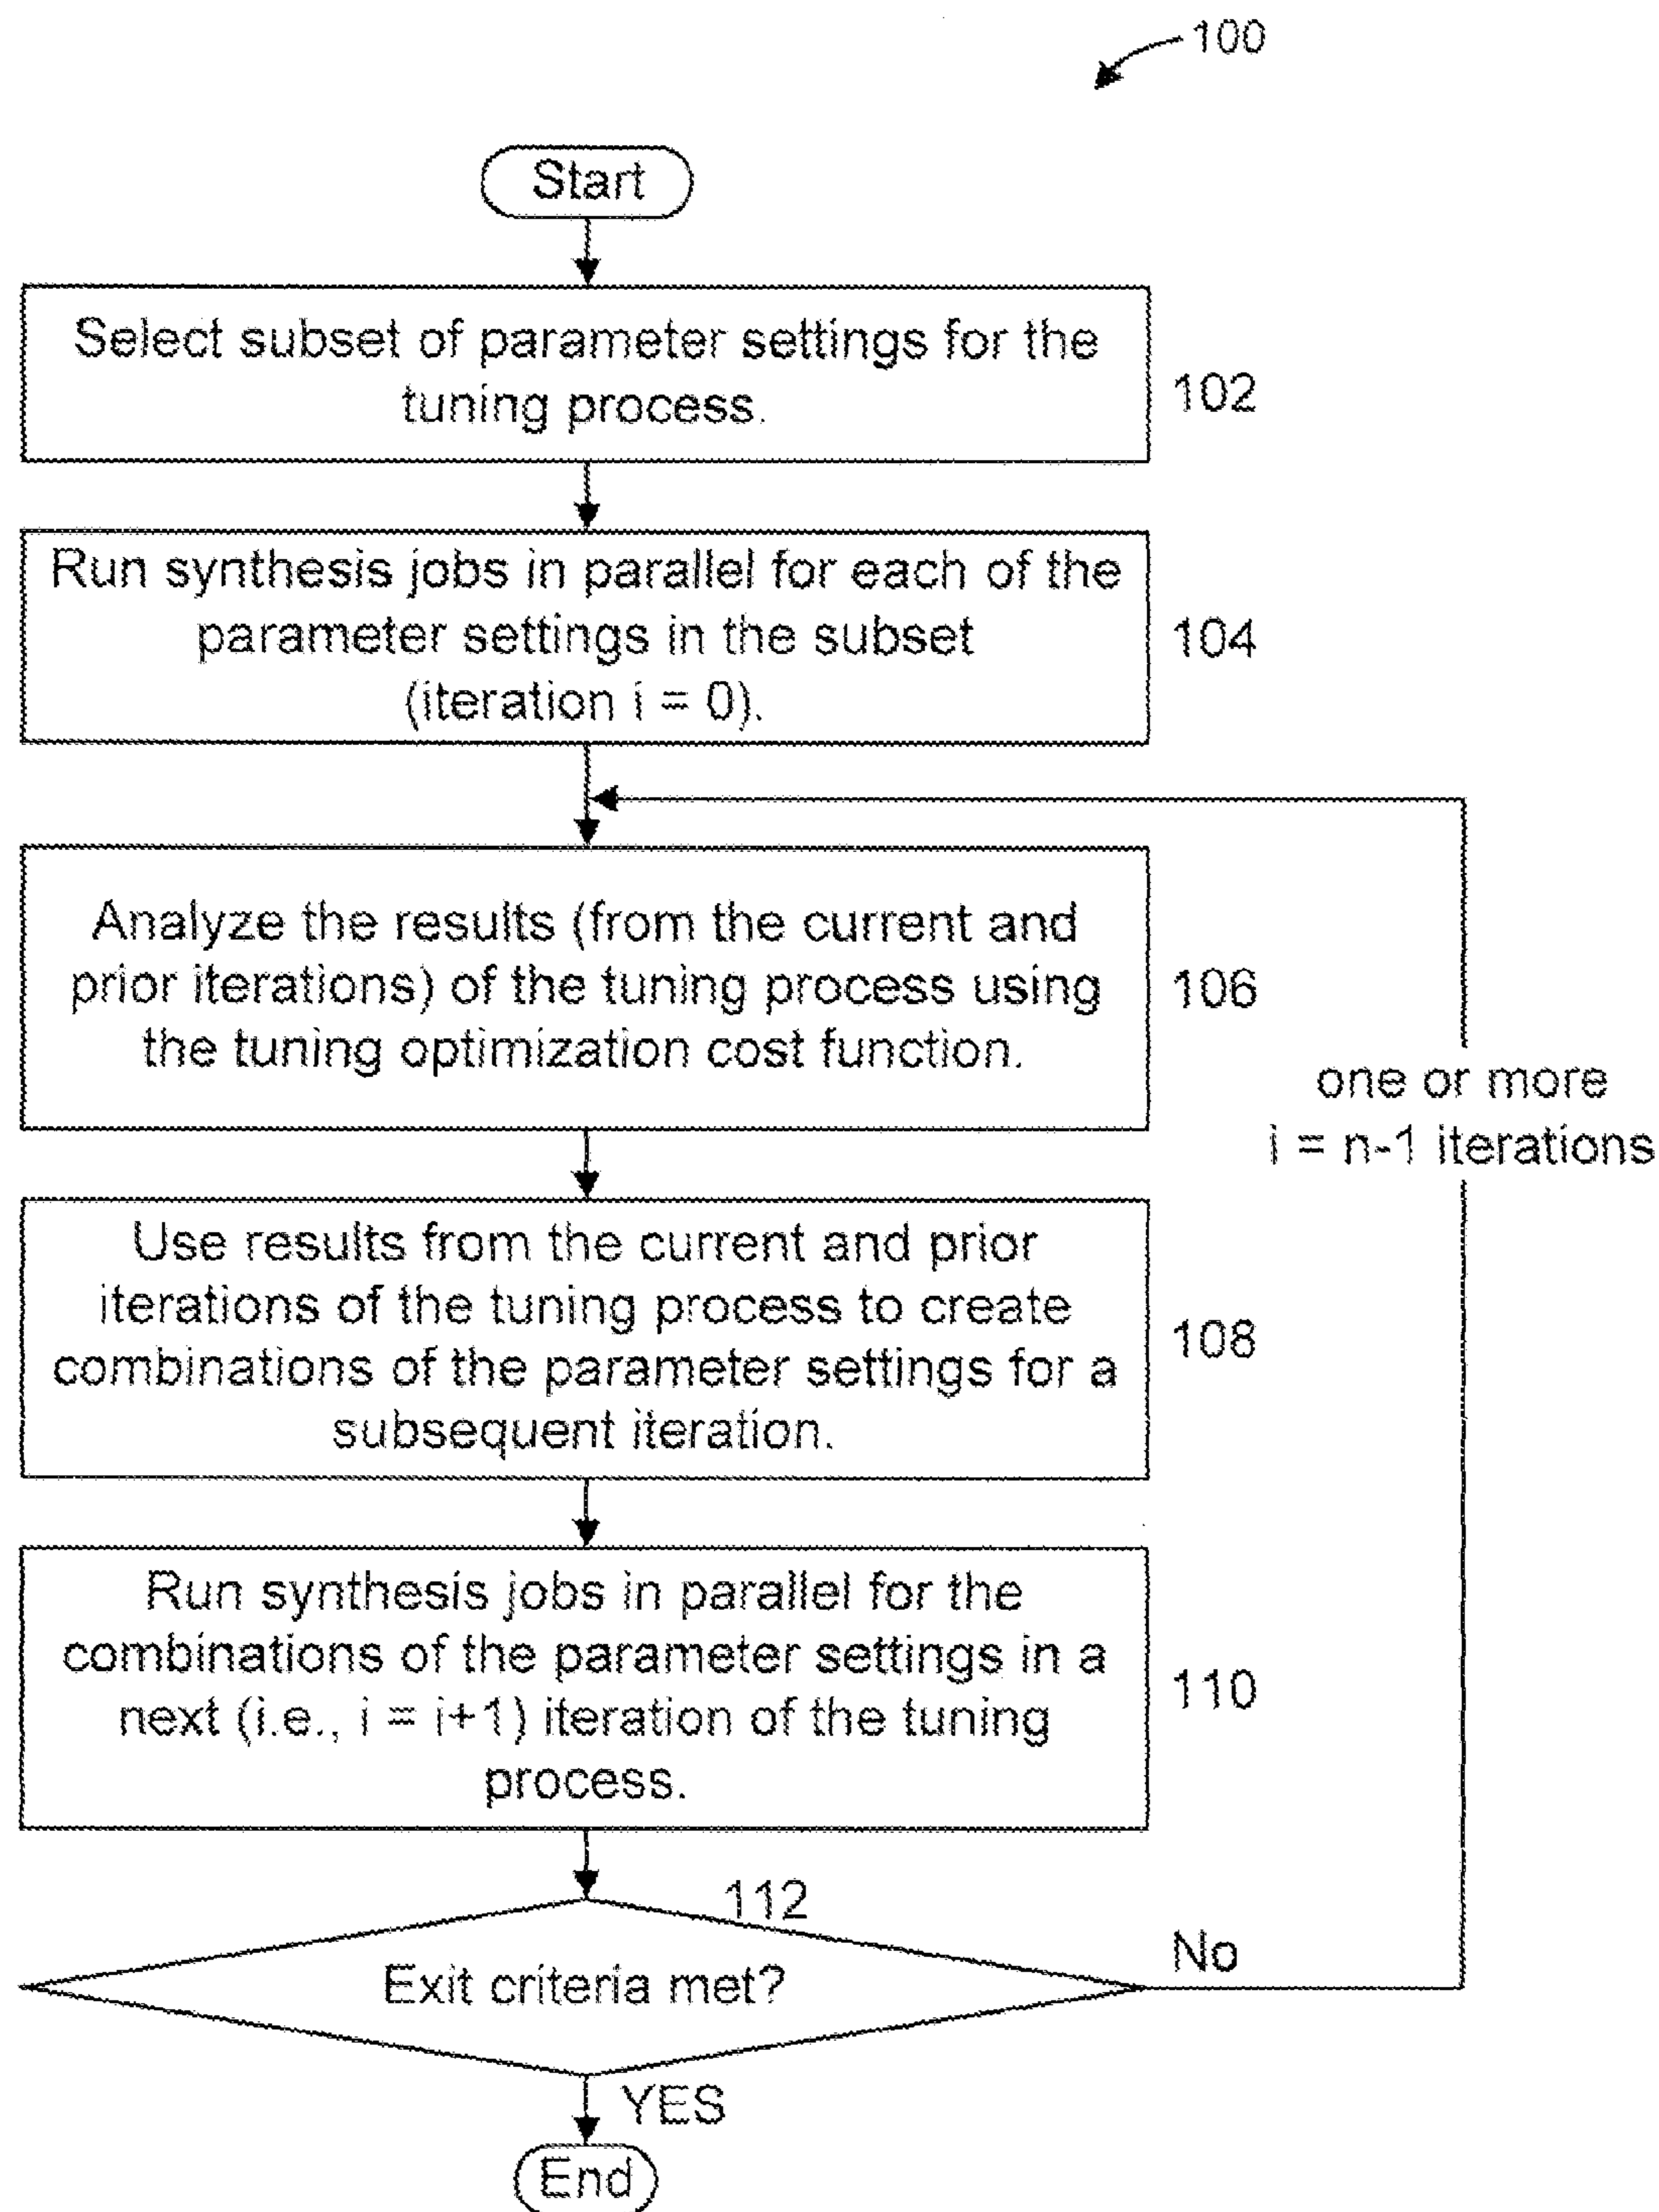 100
Start
Select subset of parameter settings for the
tuning process.
102
Run synthesis jobs in parallel for each of the
parameter settings in the subset
(iteration i = 0).
104
Analyze the results (from the current and
prior iterations) of the tuning process using
the tuning optimization cost function.
106
one or more
i = n-1 iterations
Use results from the current and prior
iterations of the tuning process to create
combinations of the parameter settings for a
subsequent iteration.
108
Run synthesis jobs in parallel for the
combinations of the parameter settings in a
next (i.e., i = i+1) iteration of the tuning
process.
110
112
Exit criteria met?
No
YES
End